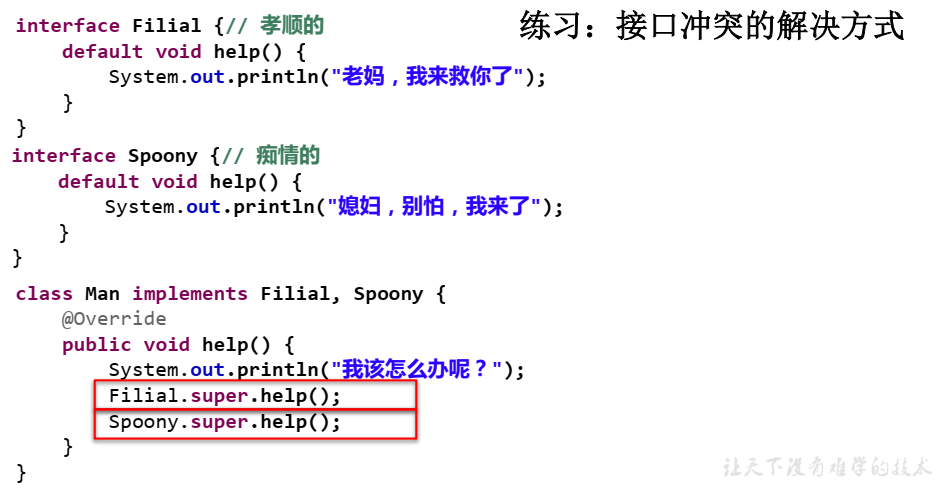 练习：接口冲突的解决方式
interface Filial {// 孝顺的
    default void help() {
        System.out.println("老妈，我来救你了");
    }
}
interface Spoony {// 痴情的
    default void help() {
        System.out.println("媳妇，别怕，我来了");
    }
}
class Man implements Filial, Spoony {
    @Override
    public void help() {
        System.out.println("我该怎么办呢？");
        Filial.super.help();
        Spoony.super.help();
    }
}
让天下没有难学的技术